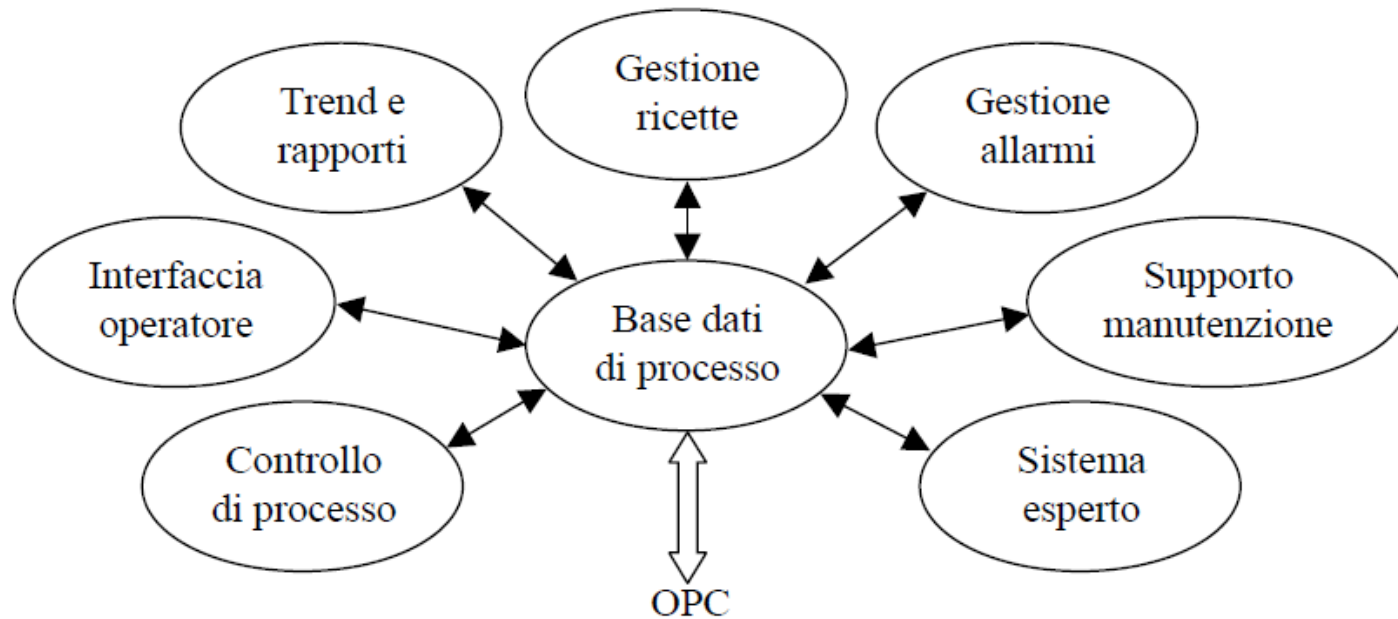 Gestione
ricette
Trend e
rapporti
Gestione
allarmi
Interfaccia
operatore
Base dati
di processo
Supporto
manutenzione
Controllo
di processo
Sistema
esperto
OPC